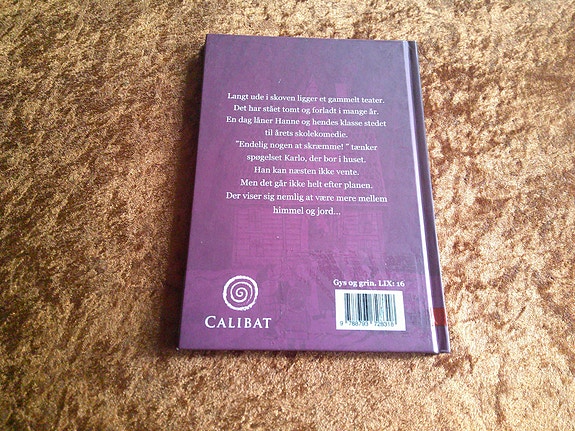 Langt ude i skoven ligger et gammelt teater.
Det har stået tomt og forladt i mange år.
En dag låner Hanne og hendes klasse stedet
til årets skolekomedie.
"Endelig nogen at skræmme! " tænker
spøgelset Karlo, der bor i huset.
Han kan næsten ikke vente.
Men det går ikke helt efter planen.
Der viser sig nemlig at være mere mellem
himmel og jord...
Gys og grin. LIX: 16
CALIBAT
9 788793 728318